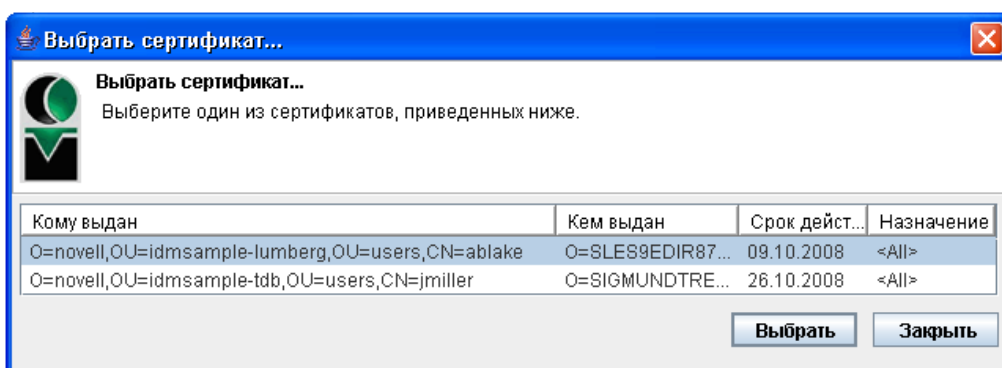 Выбрать сертификат...
Выбрать сертификат...
Выберите один из сертификатов, приведенных ниже.
Кому выдан Кем выдан Срок дейст... Назначение
O=novell,OU=idmsample-lumberg,OU=users,CN=ablake O=SLES9EDIR87... 09.10.2008 <All>
O=novell,OU=idmsample-tdb,OU=users,CN=jmiller O=SIGMUNDTRE... 26.10.2008 <All>
Выбрать Закрыть